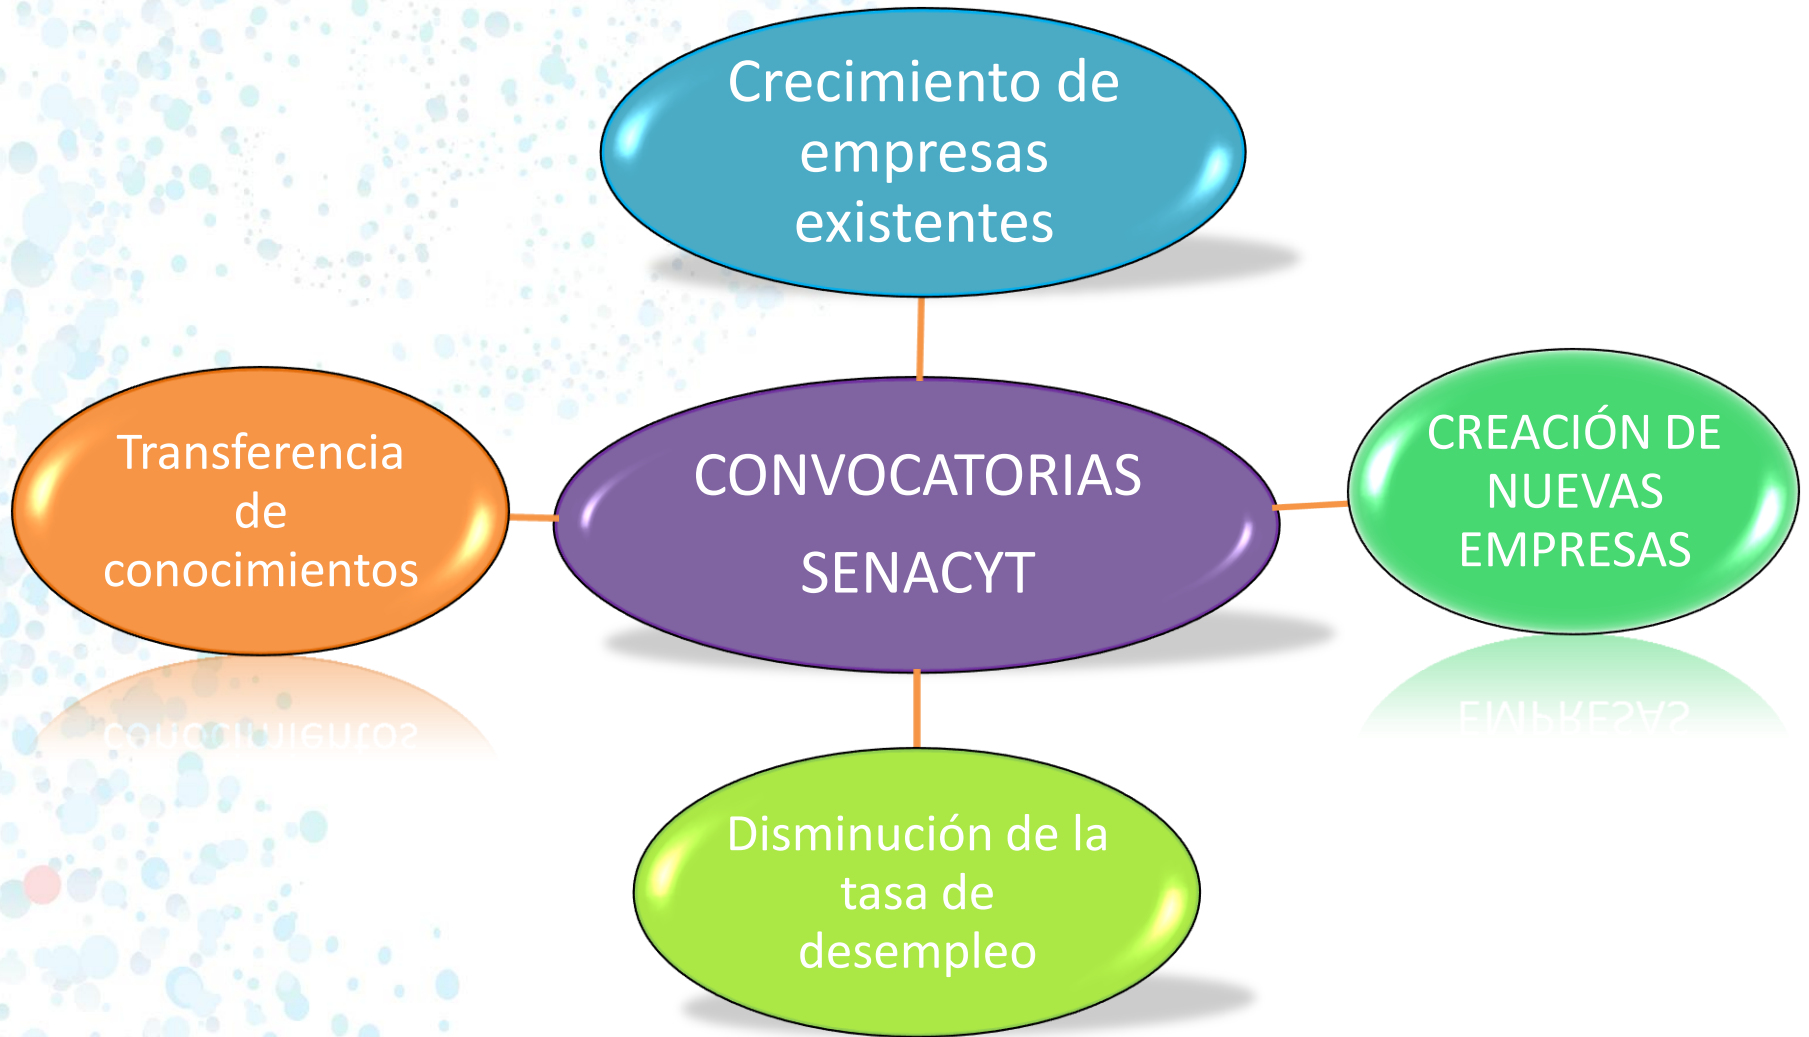 Crecimiento de
empresas
existentes
Transferencia
de
conocimientos
CONVOCATORIAS
SENACYT
CREACIÓN DE
NUEVAS
EMPRESAS
Disminución de la
tasa de
desempleo